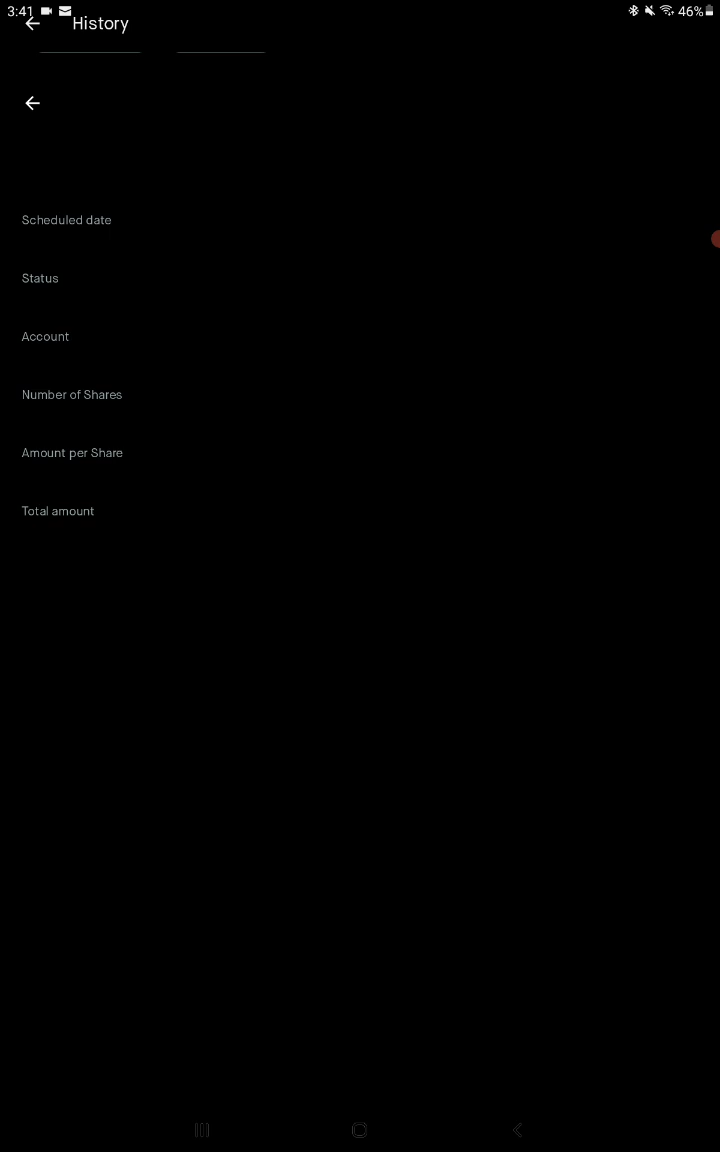 3:41 46%
History
Scheduled date
Status
Account
Number of Shares
Amount per Share
Total amount